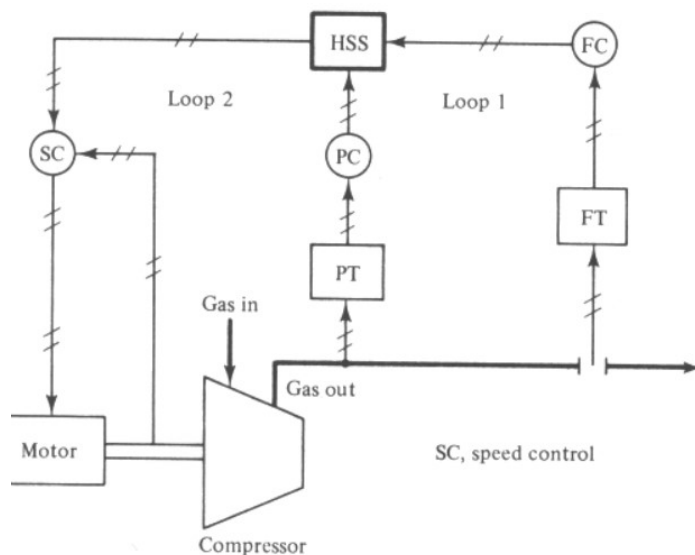 HSS
FC
Loop 2
Loop 1
SC
PC
FT
PT
Gas in
Gas out
Motor
SC, speed control
Compressor